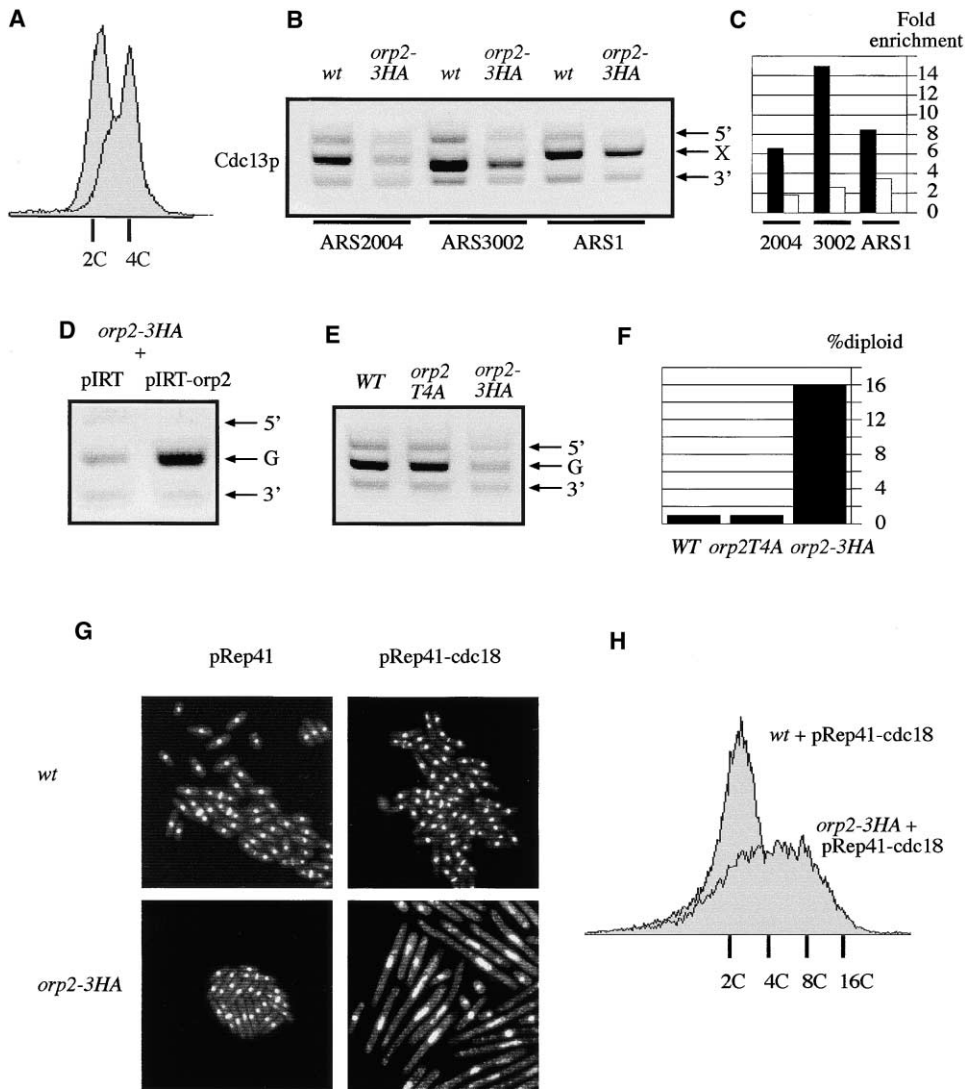 A
2C 4C
B
wt orp2-3HA wt orp2-3HA wt orp2-3HA
Cdc13p
5'
X
3'
ARS2004 ARS3002 ARS1
C
Fold enrichment
14
12
10
8
6
4
2
0
2004 3002 ARS1
D
orp2-3HA
+
pIRT pIRT-orp2
5'
G
3'
E
WT orp2 T4A orp2-3HA
5'
G
3'
F
%diploid
16
12
8
4
0
WT orp2T4A orp2-3HA
G
pRep41 pRep41-cdc18
wt
orp2-3HA
H
wt + pRep41-cdc18
orp2-3HA +
pRep41-cdc18
2C 4C 8C 16C